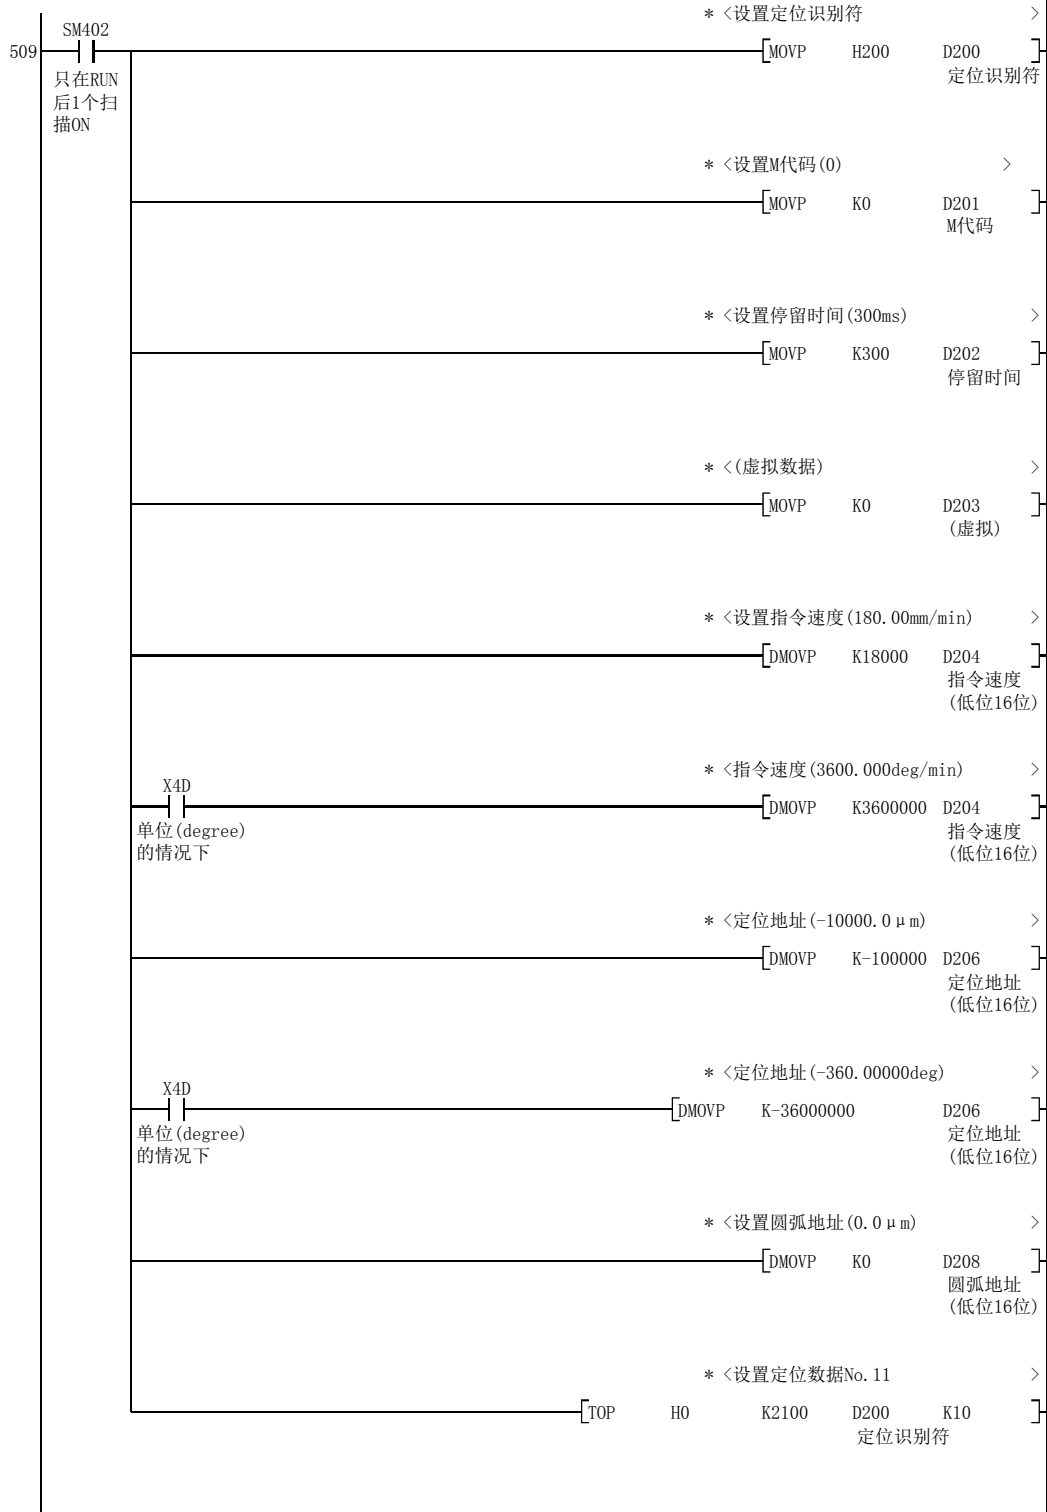 * <设置定位识别符 >
SM402
509
MOVP H200 D200
定位识别符
只在RUN
后1个扫
描ON
* <设置M代码(0) >
MOVP K0 D201
M代码
* <设置停留时间(300ms) >
MOVP K300 D202
停留时间
* <(虚拟数据) >
MOVP K0 D203
(虚拟)
* <设置指令速度(180.00mm/min) >
DMOVP K18000 D204
指令速度
(低位16位)
* <指令速度(3600.000deg/min) >
X4D
DMOVP K3600000 D204
单位(degree)
的情况下
指令速度
(低位16位)
* <定位地址(-10000.0μm) >
DMOVP K-100000 D206
定位地址
(低位16位)
* <定位地址(-360.00000deg) >
X4D
DMOVP K-36000000 D206
单位(degree)
的情况下
定位地址
(低位16位)
* <设置圆弧地址(0.0μm) >
DMOVP K0 D208
圆弧地址
(低位16位)
* <设置定位数据No.11 >
TOP H0 K2100 D200 K10
定位识别符